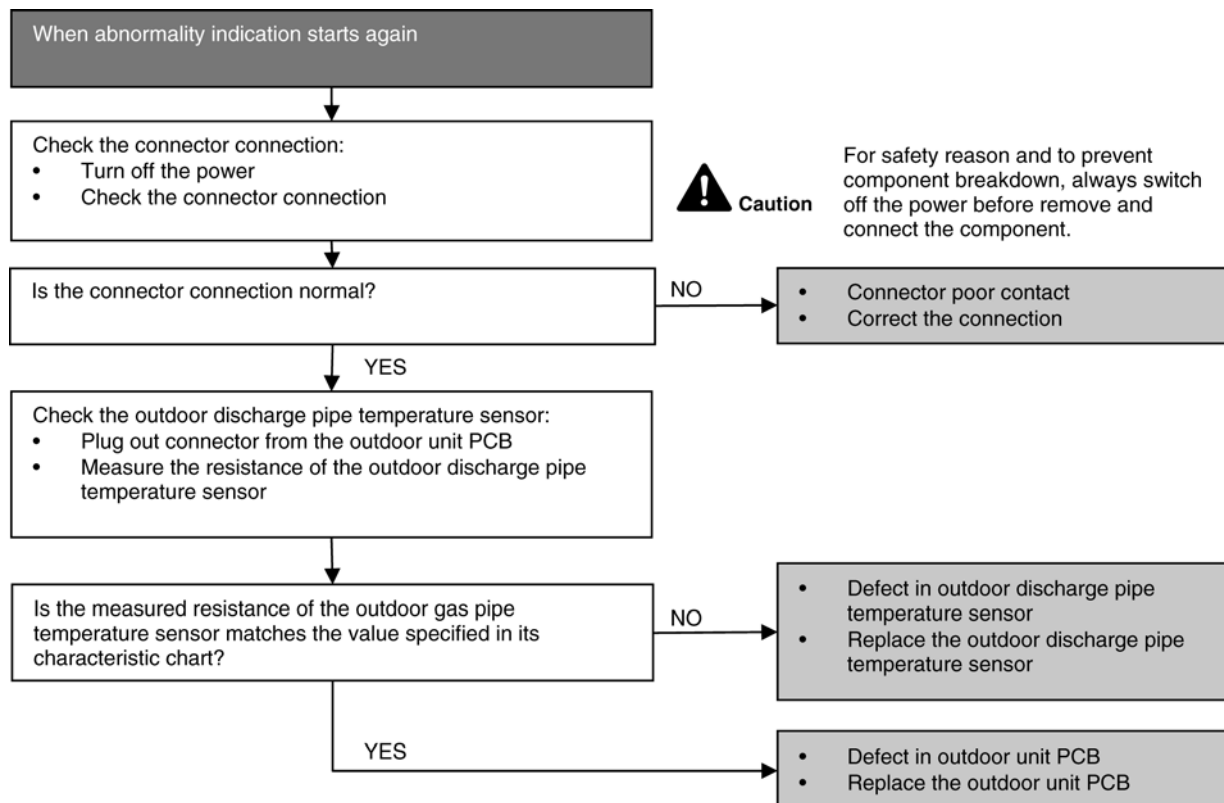 When abnormality indication starts again
Check the connector connection:
• Turn off the power
• Check the connector connection
Caution
For safety reason and to prevent
component breakdown, always switch
off the power before remove and
connect the component.
Is the connector connection normal?
NO
• Connector poor contact
• Correct the connection
YES
Check the outdoor discharge pipe temperature sensor:
• Plug out connector from the outdoor unit PCB
• Measure the resistance of the outdoor discharge pipe
temperature sensor
Is the measured resistance of the outdoor gas pipe
temperature sensor matches the value specified in its
characteristic chart?
NO
• Defect in outdoor discharge pipe
temperature sensor
• Replace the outdoor discharge pipe
temperature sensor
YES
• Defect in outdoor unit PCB
• Replace the outdoor unit PCB